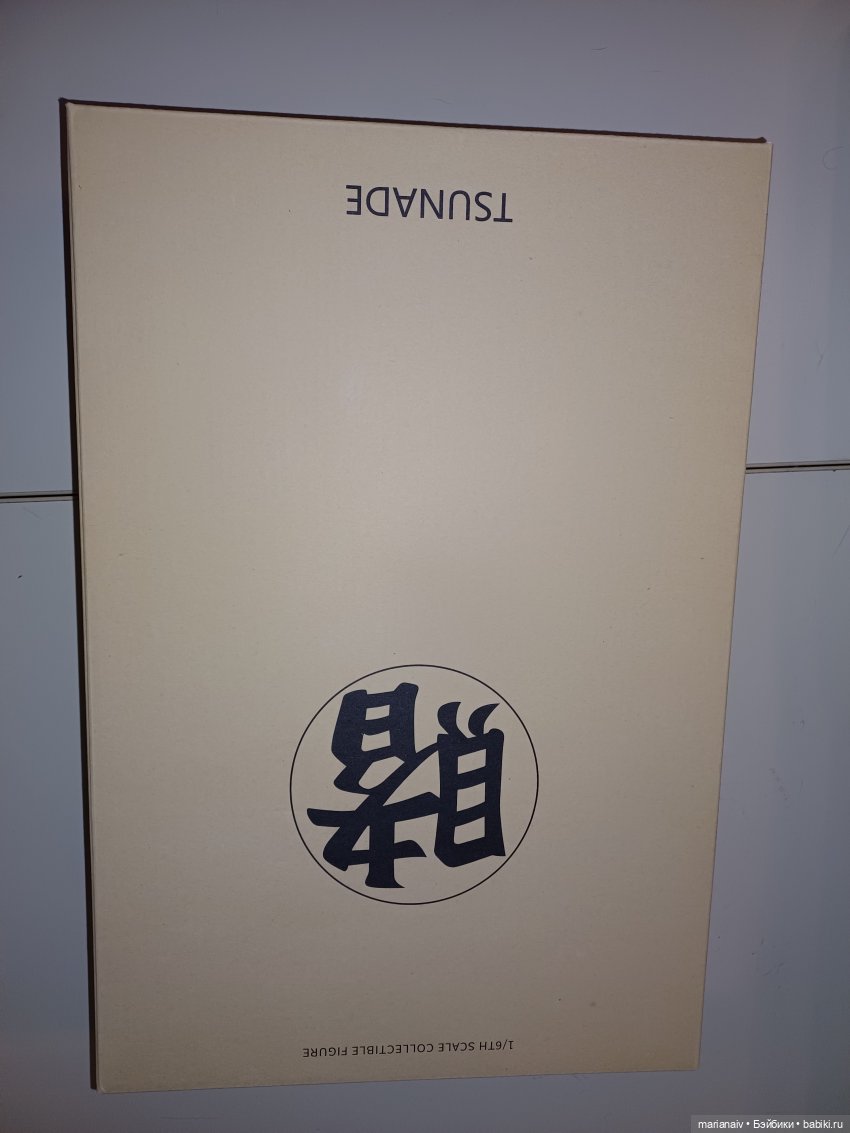 1/6TH SCALE COLLECTIBLE FIGURE
賭
TSUNADE
marianaiv • Бэйбики • babiki.ru